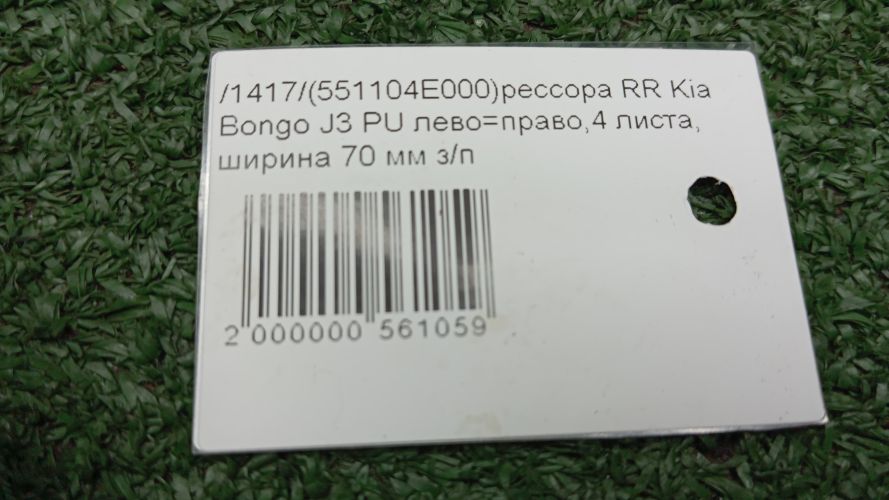 /1417/(551104E000)рессора RR Kia
Bongo J3 PU лево=право,4 листа,
ширина 70 мм з/п
2 000000 561059